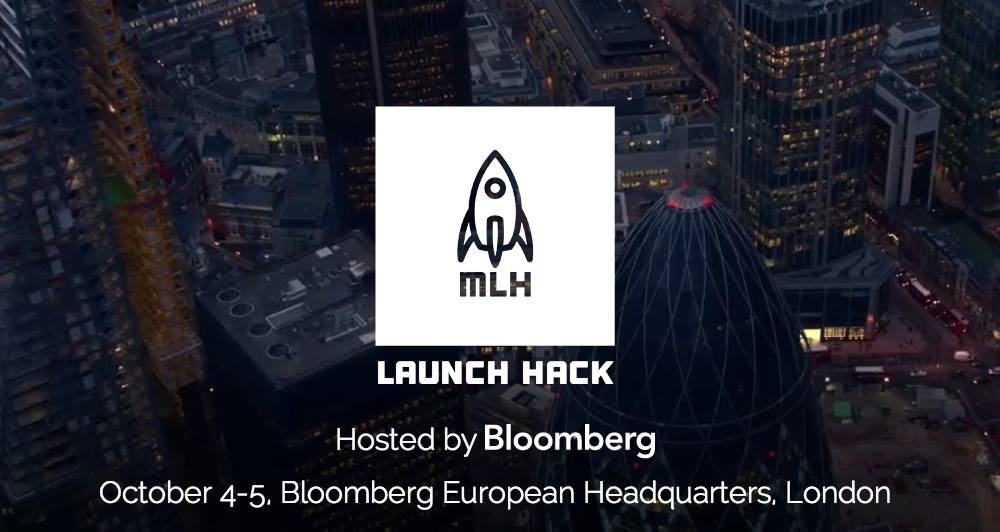 MLH
LAUNCH HACK
Hosted by Bloomberg
October 4-5, Bloomberg European Headquarters, London